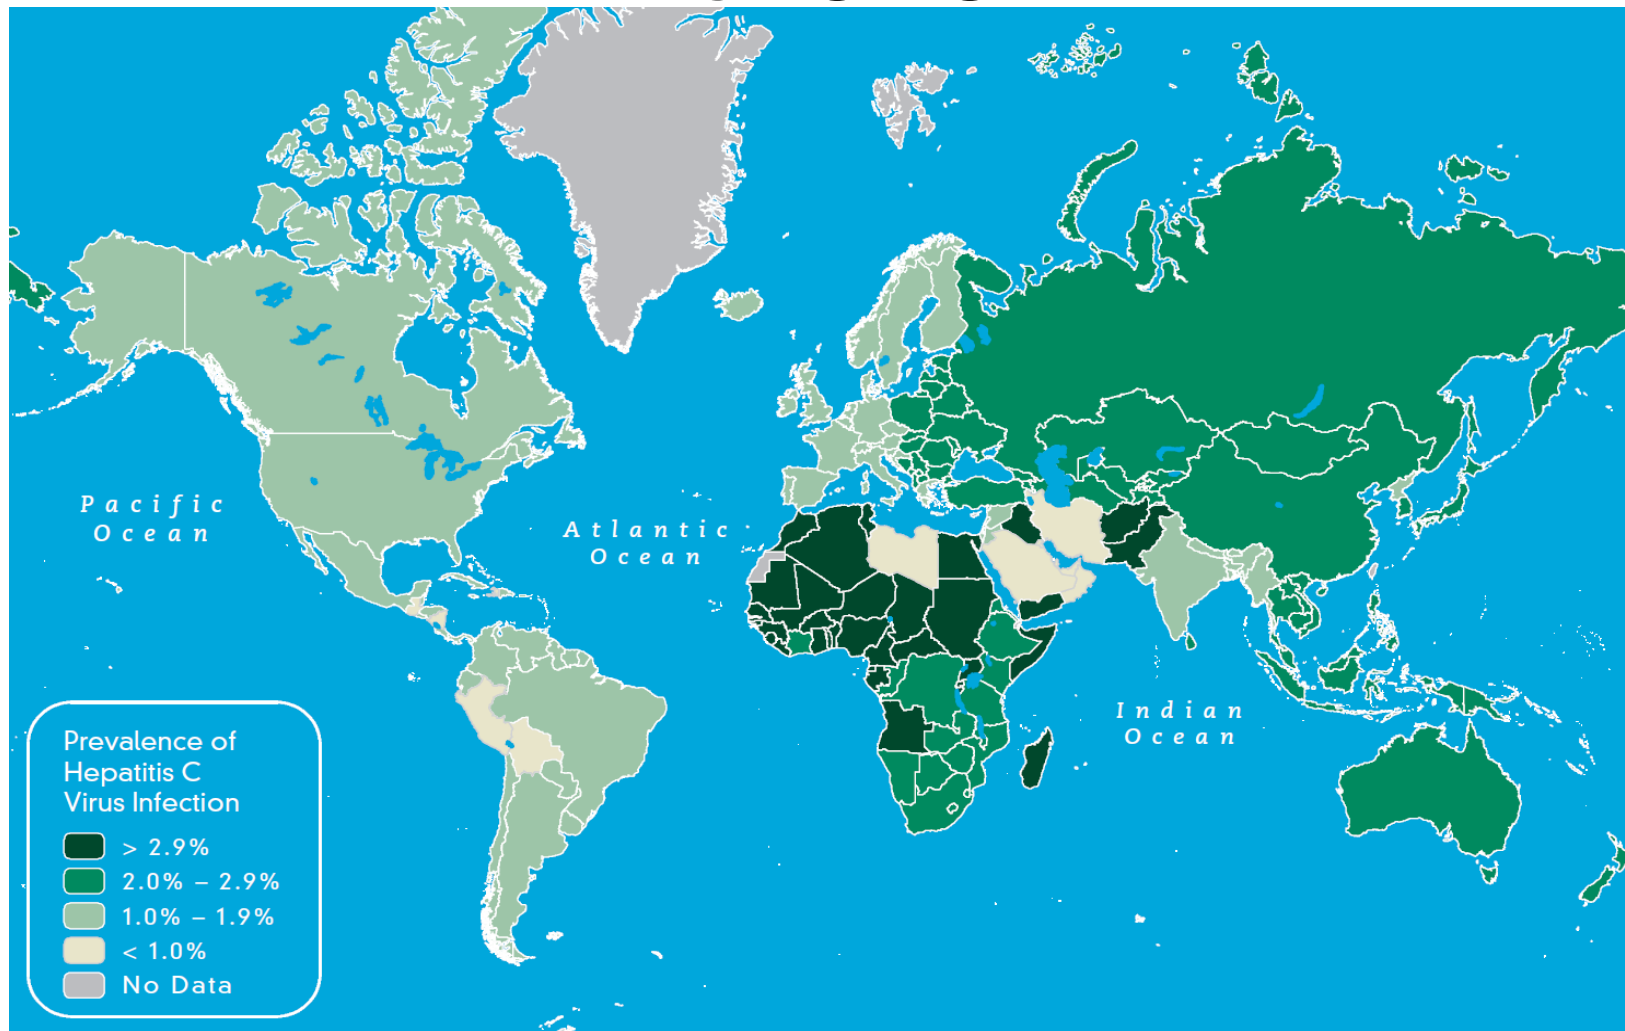 Pacific
Ocean
Atlantic
Ocean
Indian
Ocean
Prevalence of
Hepatitis C
Virus Infection
> 2.9%
2.0% – 2.9%
1.0% – 1.9%
< 1.0%
No Data